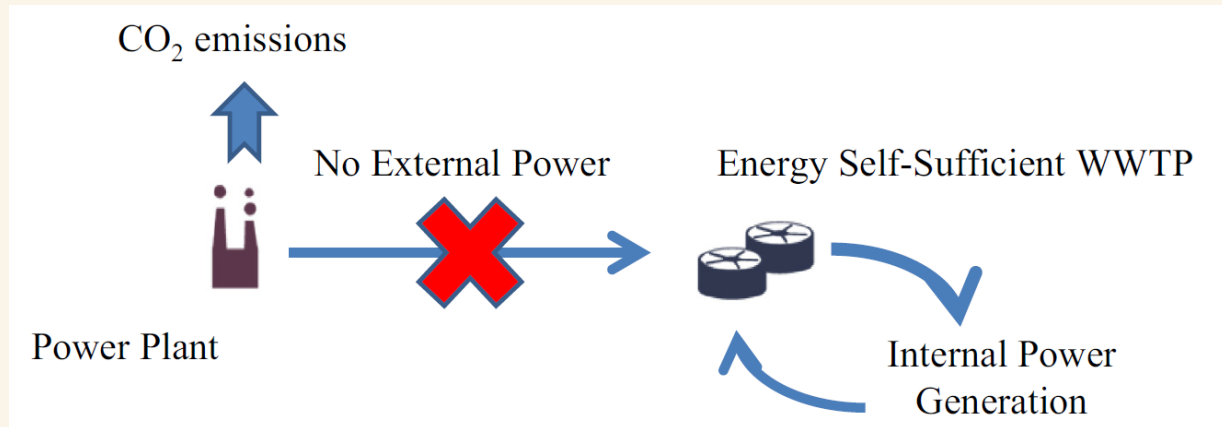 CO₂ emissions
No External Power
Energy Self-Sufficient WWTP
Power Plant
Internal Power
Generation